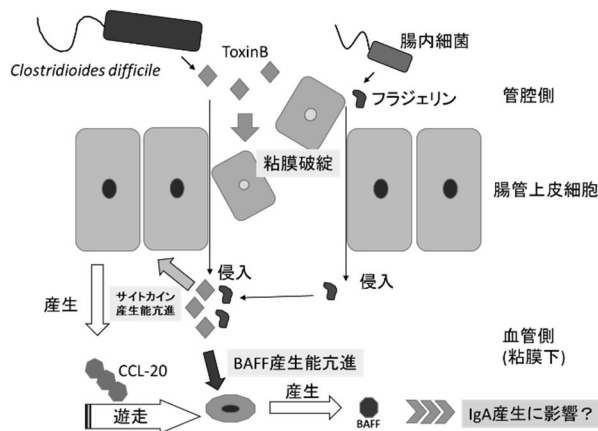 ToxinB
腸内細菌
Clostridioides difficile
フラジェリン
管腔側
粘膜破綻
腸管上皮細胞
侵入
侵入
産生
サイトカイン
産生能亢進
血管側
(粘膜下)
BAFF産生能亢進
CCL-20
産生
遊走
BAFF
IgA産生に影響？